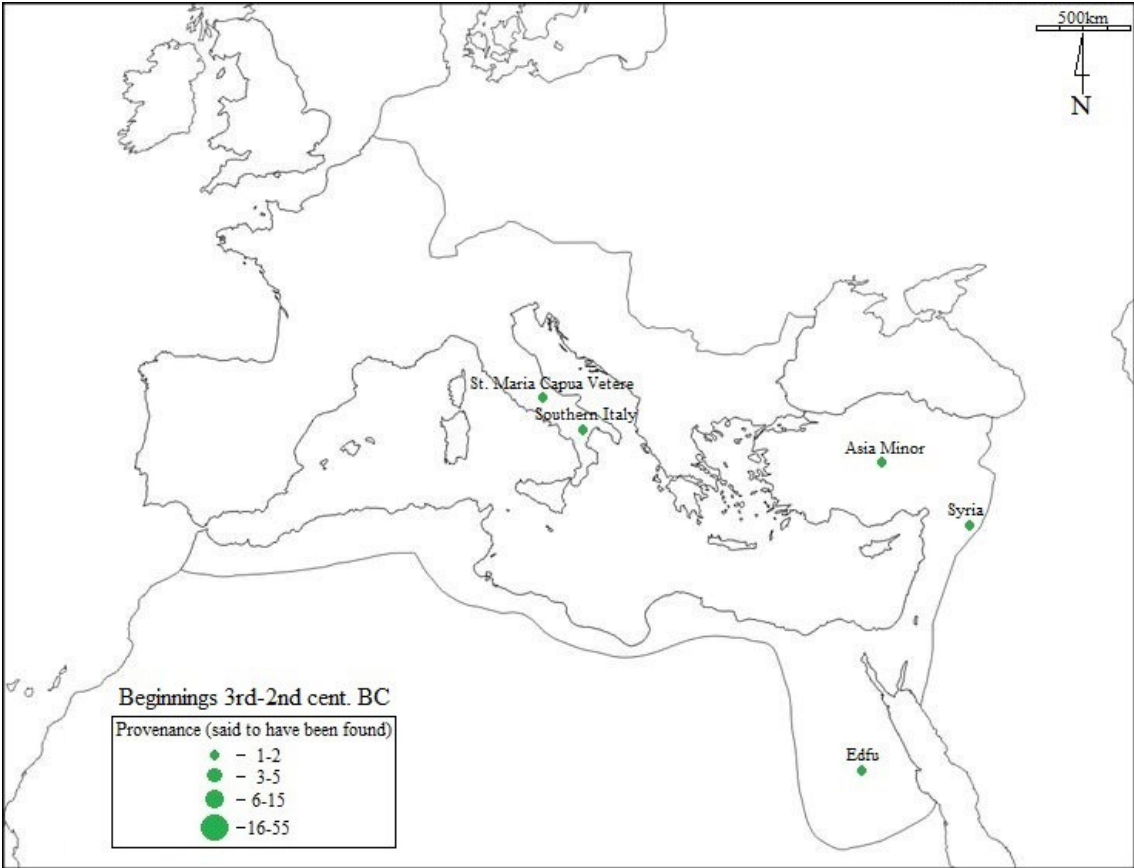 500km
N
St. Maria Capua Vetere
Southern Italy
Asia Minor
Syria
Edfu
Beginnings 3rd-2nd cent. BC
Provenance (said to have been found)
– 1-2
– 3-5
– 6-15
–16-55